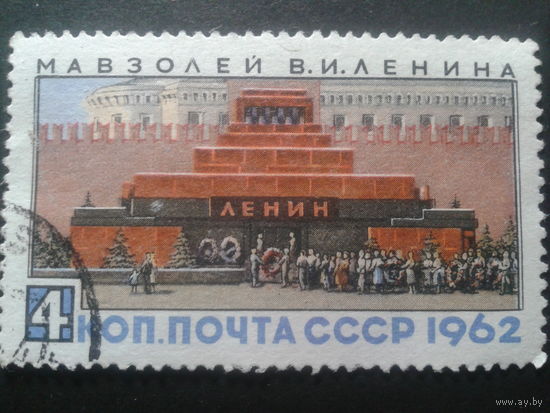 МАВЗОЛЕЙ В.И.ЛЕНИНА
ЛЕНИН
4 КОП. ПОЧТА СССР 1962
www.ay.by